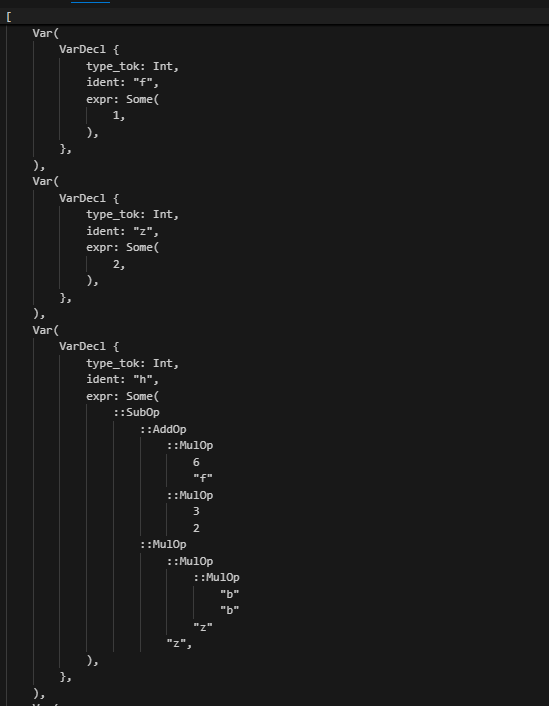 [
    Var(
        VarDecl {
            type_tok: Int,
            ident: "f",
            expr: Some(
                1,
            ),
        },
    ),
    Var(
        VarDecl {
            type_tok: Int,
            ident: "z",
            expr: Some(
                2,
            ),
        },
    ),
    Var(
        VarDecl {
            type_tok: Int,
            ident: "h",
            expr: Some(
                ::SubOp
                    ::AddOp
                        ::MulOp
                            6
                            "f"
                        ::MulOp
                            3
                            2
                    ::MulOp
                        ::MulOp
                            ::MulOp
                                "b"
                                "b"
                            "z"
                        "z",
            ),
        },
    ),